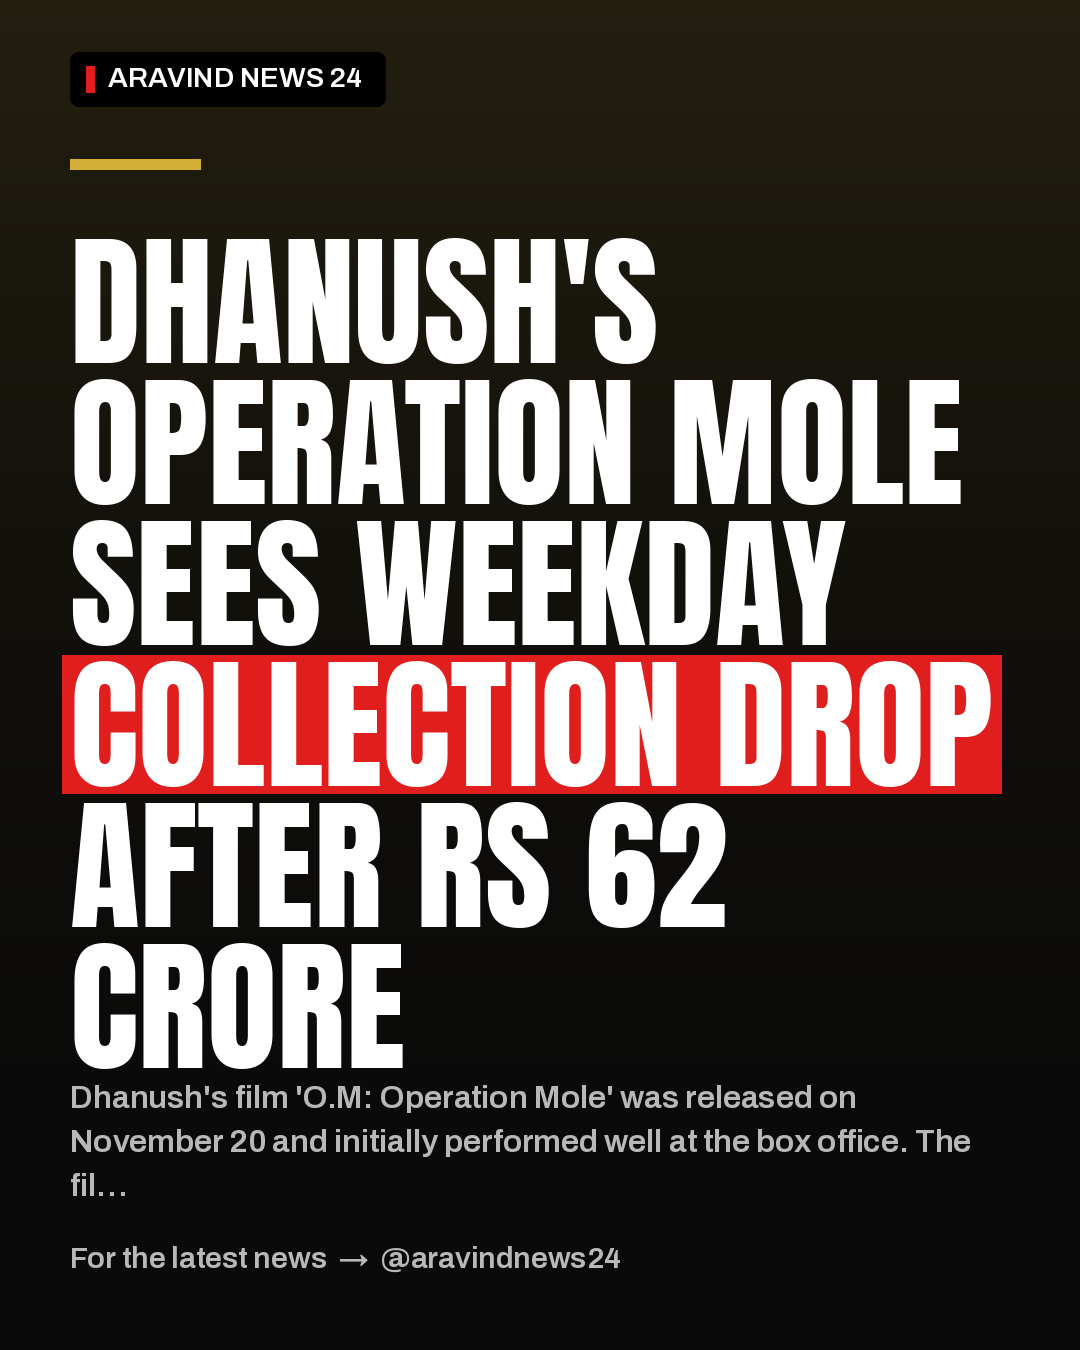 ARAVIND NEWS 24
DHANUSH'S
OPERATION MOLE
SEES WEEKDAY
COLLECTION DROP
AFTER RS 62
CRORE
Dhanush's film 'O.M: Operation Mole' was released on
November 20 and initially performed well at the box office. The
fil...
For the latest news → @aravindnews24